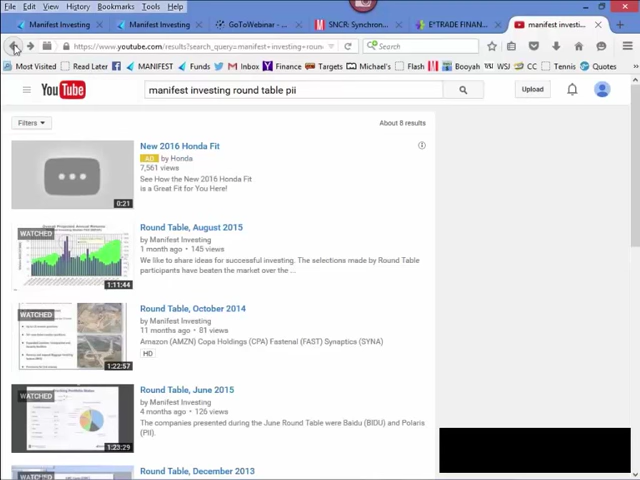 File Edit View History Bookmarks Tools Help
Manifest Investing Manifest Investing GoToWebinar - ... SNCR: Synchron... E*TRADE FINAN... manifest investi...
https://www.youtube.com/results?search_query=manifest+investing+roun Search
Most Visited Read Later MANIFEST Funds Inbox Finance Targets Michael's Flash Booyah WSJ CC Tennis Quotes
YouTube manifest investing round table pii Upload
Filters About 8 results
New 2016 Honda Fit
AD by Honda
7,561 views
See How the New 2016 Honda Fit
is a Great Fit for You Here!
0:21
WATCHED
Round Table, August 2015
by Manifest Investing
1 month ago • 145 views
We like to share ideas for successful investing. The selections made by Round Table
participants have beaten the market over the ...
1:11:44
WATCHED
Round Table, October 2014
by Manifest Investing
11 months ago • 81 views
Amazon (AMZN) Copa Holdings (CPA) Fastenal (FAST) Synaptics (SYNA)
HD
1:22:57
WATCHED
Round Table, June 2015
by Manifest Investing
4 months ago • 126 views
The companies presented during the June Round Table were Baidu (BIDU) and Polaris
(PII).
1:23:29
WATCHED
Round Table, December 2013